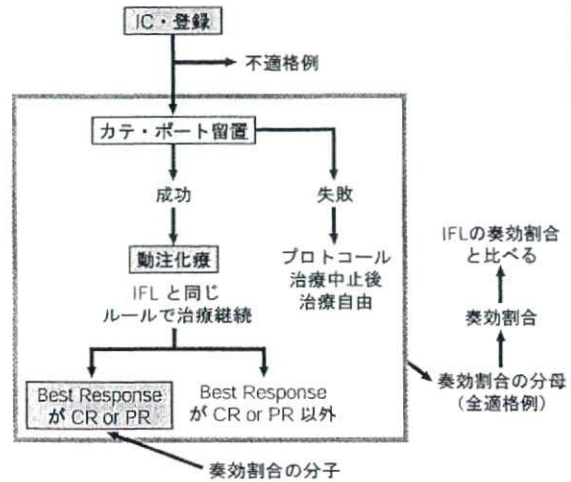 IC・登録
不適格例
カテ・ポート留置
成功
失敗
動注化療
プロトコール
治療中止後
治療自由
IFL と同じ
ルールで治療継続
Best Response
が CR or PR
Best Response
が CR or PR 以外
IFLの奏効割合
と比べる
奏効割合
奏効割合の分母
(全適格例)
奏効割合の分子